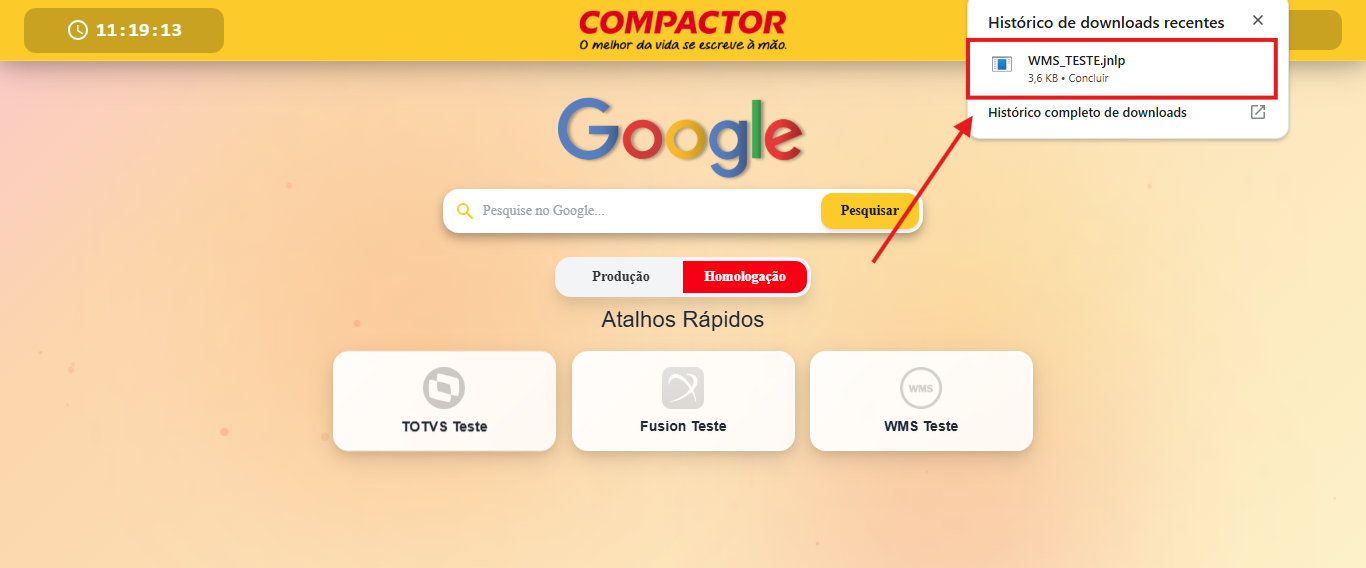 11:19:13
COMPACTOR
O melhor da vida se escreve à mão.
Histórico de downloads recentes
WMS_TESTE.jnlp
3,6 KB • Concluir
Histórico completo de downloads
Google
Pesquise no Google...
Pesquisar
Produção
Homologação
Atalhos Rápidos
TOTVS Teste
Fusion Teste
WMS
WMS Teste